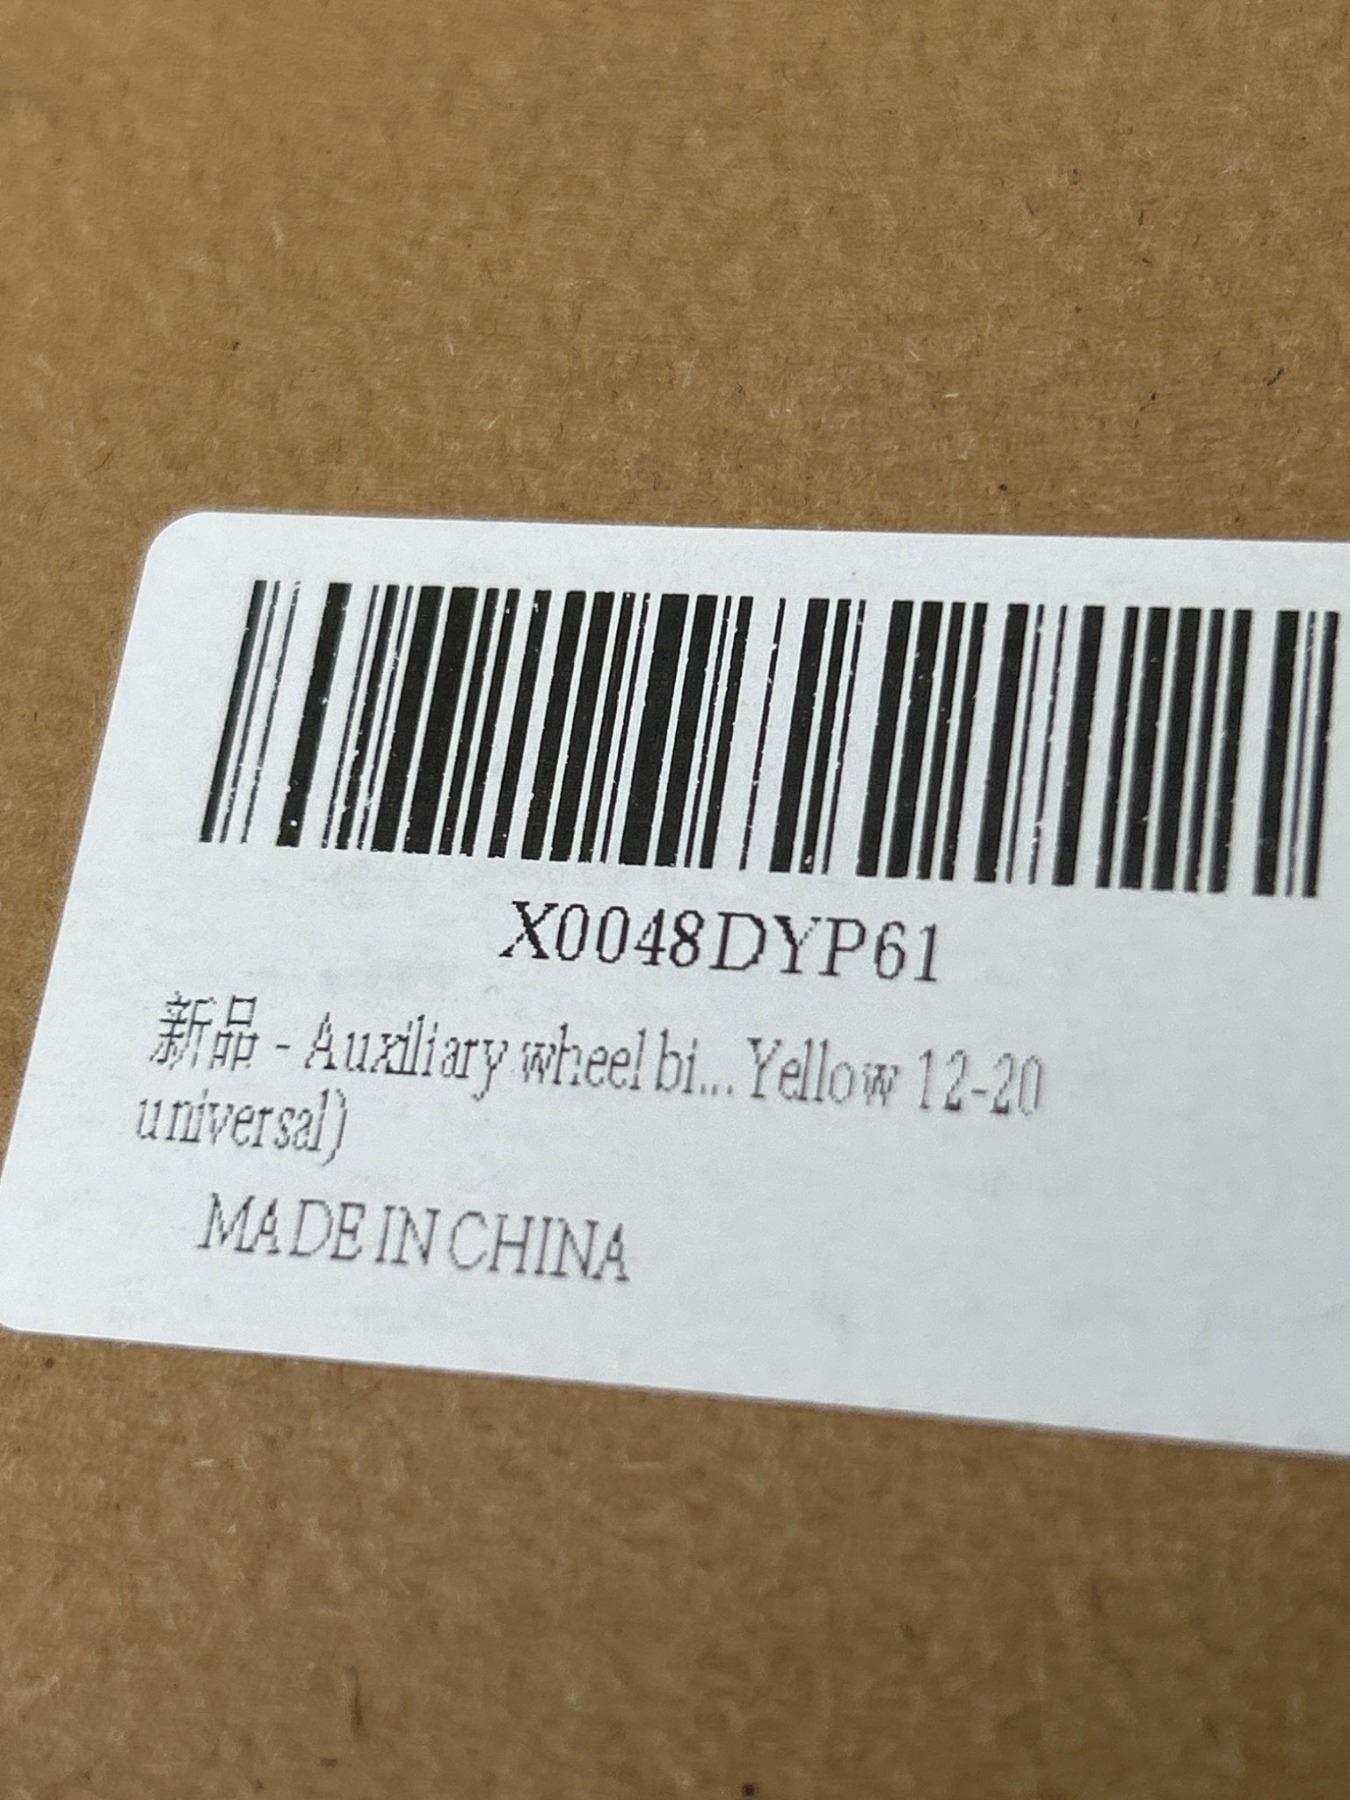 X0048DYP61
新品 - Auxiliary wheel bi... Yellow 12-20
universal)
MADE IN CHINA